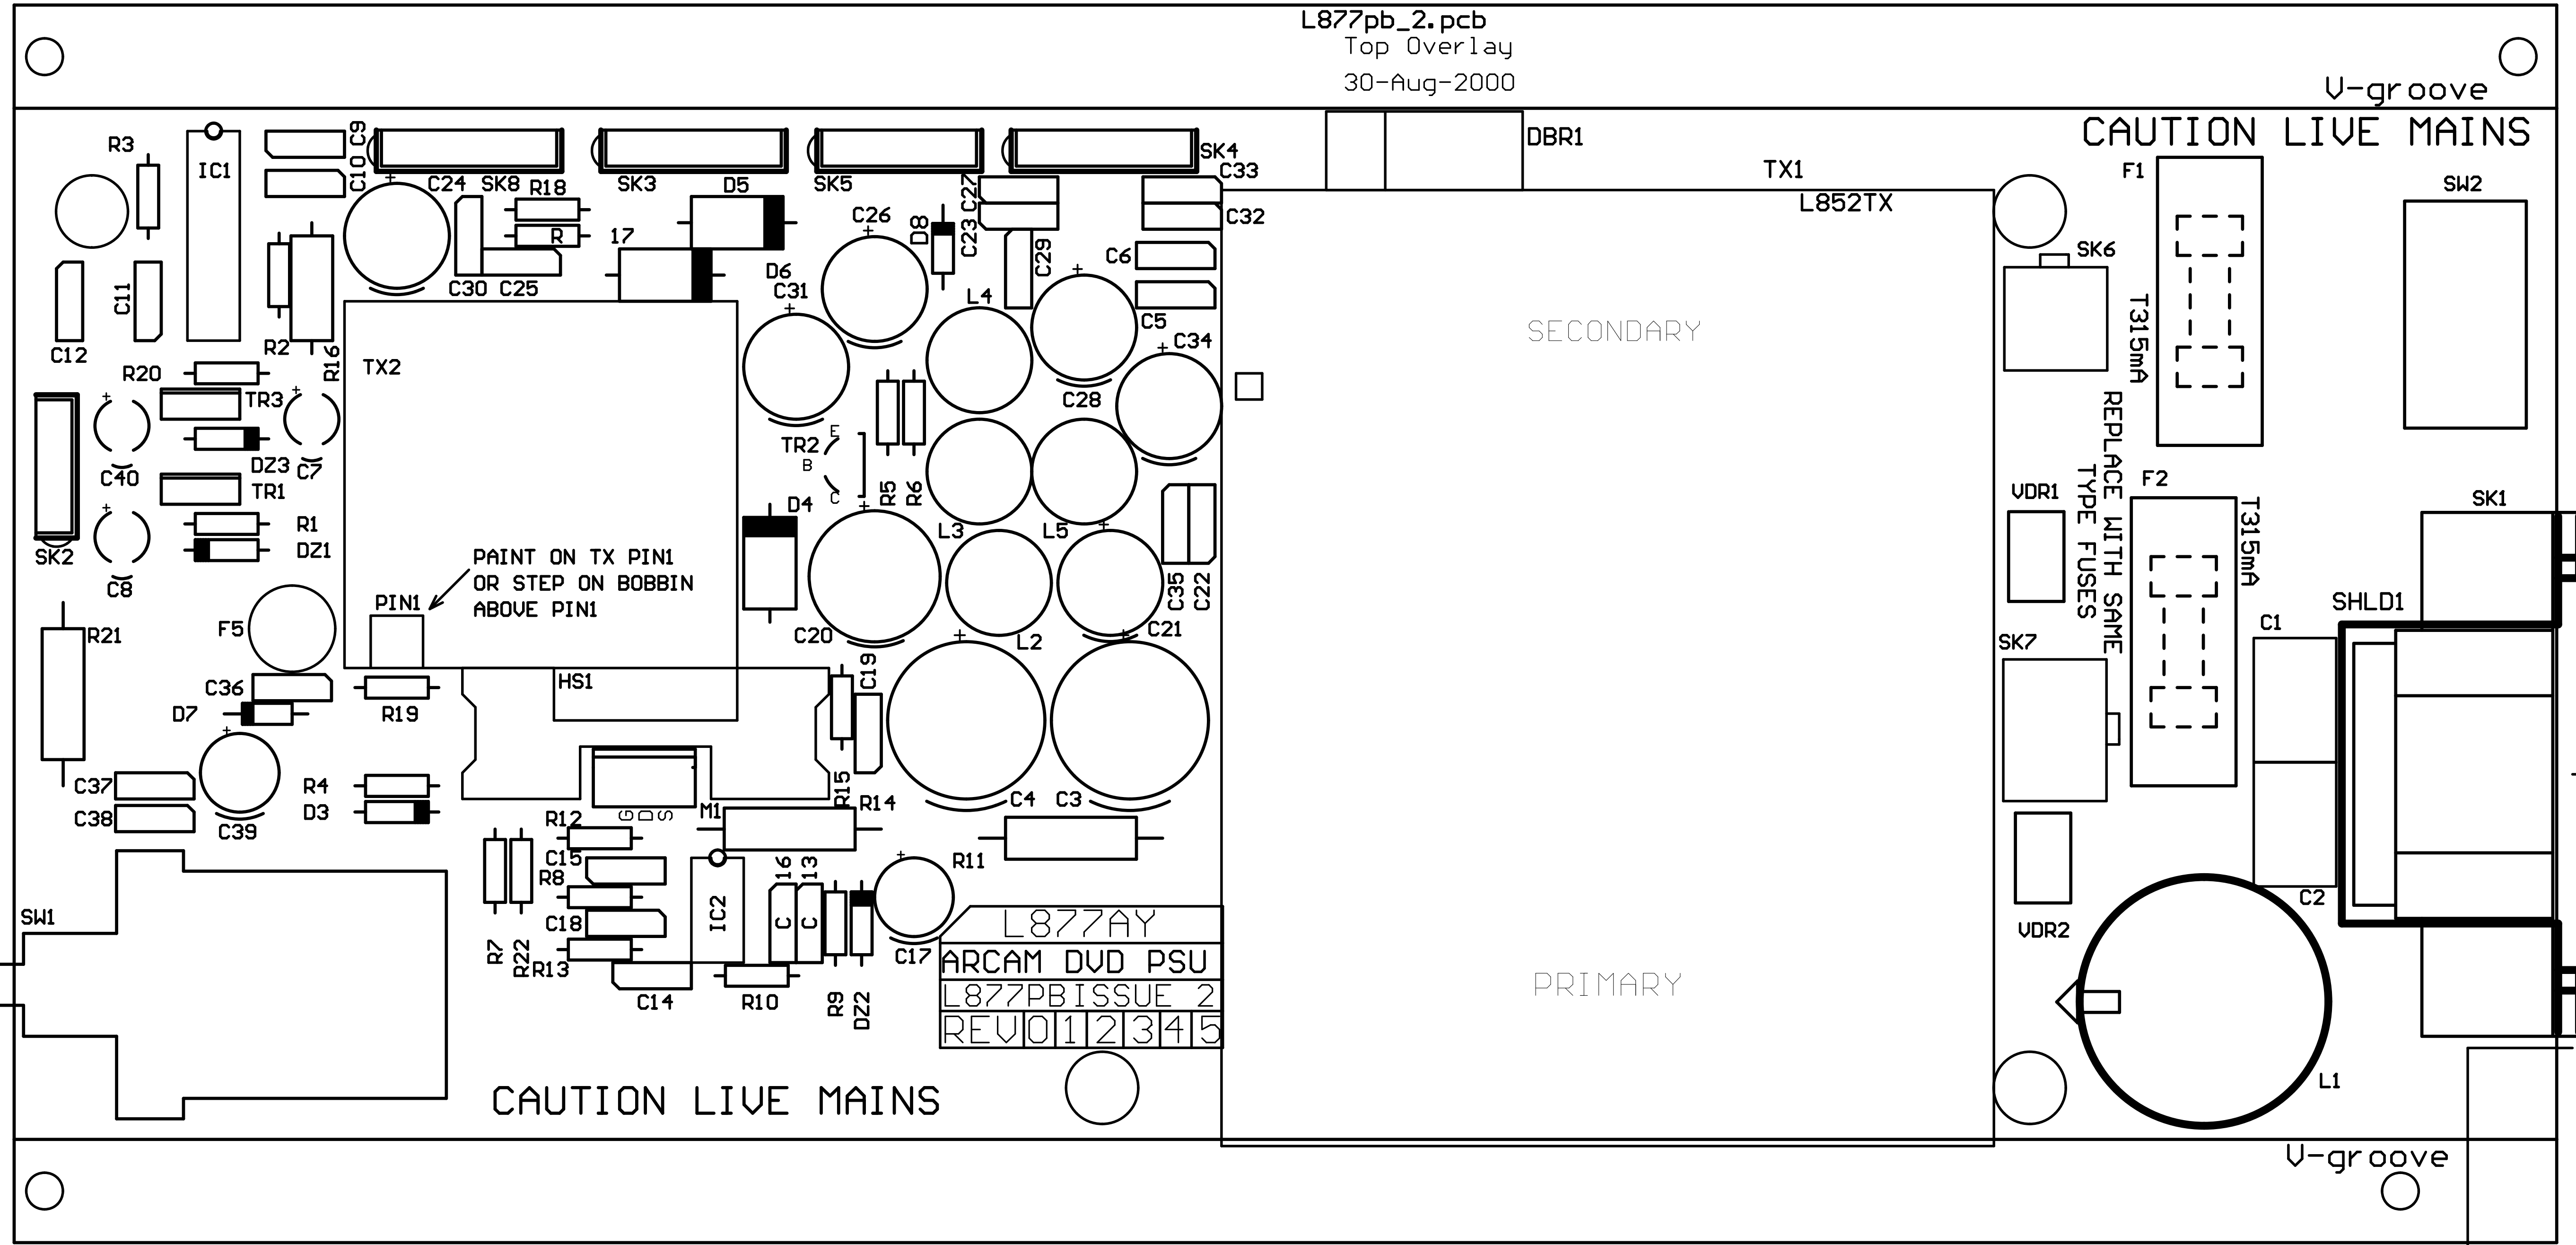 L877pb_2.pcb
Top Overlay
30-Aug-2000
V-groove
CAUTION LIVE MAINS
R3
IC1
C9
C10
C24
SK8
R18
SK3
D5
SK5
SK4
C33
DBR1
TX1
L852TX
F1
SW2
C27
C26
D8
C23
C32
R
17
C29
C6
SK6
C30
C25
D6
C31
L4
C5
C11
C12
R2
R16
TX2
C34
SECONDARY
T315mA
R20
TR3
C28
DZ3
C7
C40
TR1
TR2
E
B
C
R5
R6
D4
L3
L5
REPLACE WITH SAME
TYPE FUSES
F2
T315mA
VDR1
SK1
R1
DZ1
SK2
C8
PAINT ON TX PIN1
OR STEP ON BOBBIN
ABOVE PIN1
PIN1
C35
C22
F5
R21
C20
C21
L2
SHLD1
C1
SK7
C36
HS1
C19
D7
R19
C37
R4
R15
C38
D3
C39
M1
R14
C4
C3
G
D
S
R12
C15
R8
C18
R13
R7
R22
IC2
C
16
C
13
R11
C17
C14
R10
R9
DZ2
SW1
C2
VDR2
L877AY
ARCAM DVD PSU
L877PBISSUE 2
REV 0 1 2 3 4 5
PRIMARY
L1
CAUTION LIVE MAINS
V-groove